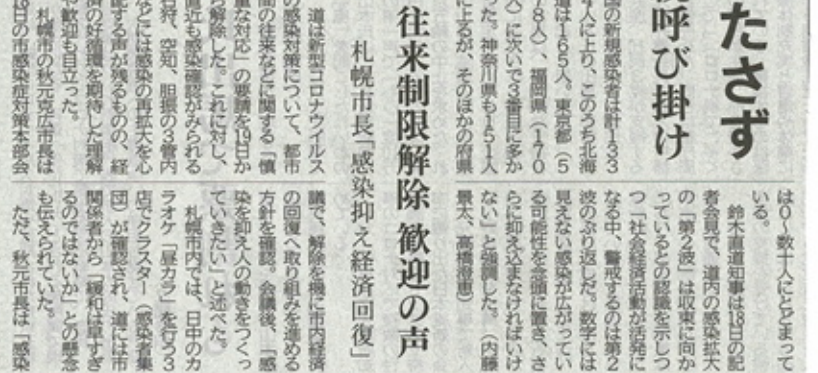 たさず
呼び掛け
国の新規感染者は計133
4人に上り、このうち北海
道は165人。東京都(5
78人)、福岡県(170
人)に次いで3番目に多か
った。神奈川県も151人
に上るが、そのほかの府県
は0~数十人にとどまって
いる。
鈴木直道知事は18日の記
者会見で、道内の感染拡大
の「第2波」は収束に向か
っているとの認識を示しつ
つ「社会経済活動が活発に
なる中、警戒するのは第2
波のぶり返しだ。数字には
見えない感染が広がってい
る可能性を念頭に置き、さ
らに抑え込まなければいけ
ない」と強調した。(内藤
景太、高橋澄恵)
往来制限解除 歓迎の声
札幌市長「感染抑え経済回復」
道は新型コロナウイルス
の感染対策について、都市
間の往来などに関する「慎
重な対応」の要請を19日か
ら解除した。これに対し、
直近も感染確認がみられる
石狩、空知、胆振の3管内
などには感染の再拡大を心
配する声が残るものの、経
済の好循環を期待した理解
や歓迎も目立った。
札幌市の秋元克広市長は
日の市感染症対策本部会
議で、解除を機に市内経済
の回復へ取り組みを進める
方針を確認。会議後、「感
染を抑え人の動きをつくっ
ていきたい」と述べた。
札幌市内では、日中のカ
ラオケ「昼カラ」を行う3
店でクラスター(感染者集
団)が確認され、道には市
関係者から「緩和は早すぎ
るのではないか」との懸念
も伝えられていた。
ただ、秋元市長は「感染